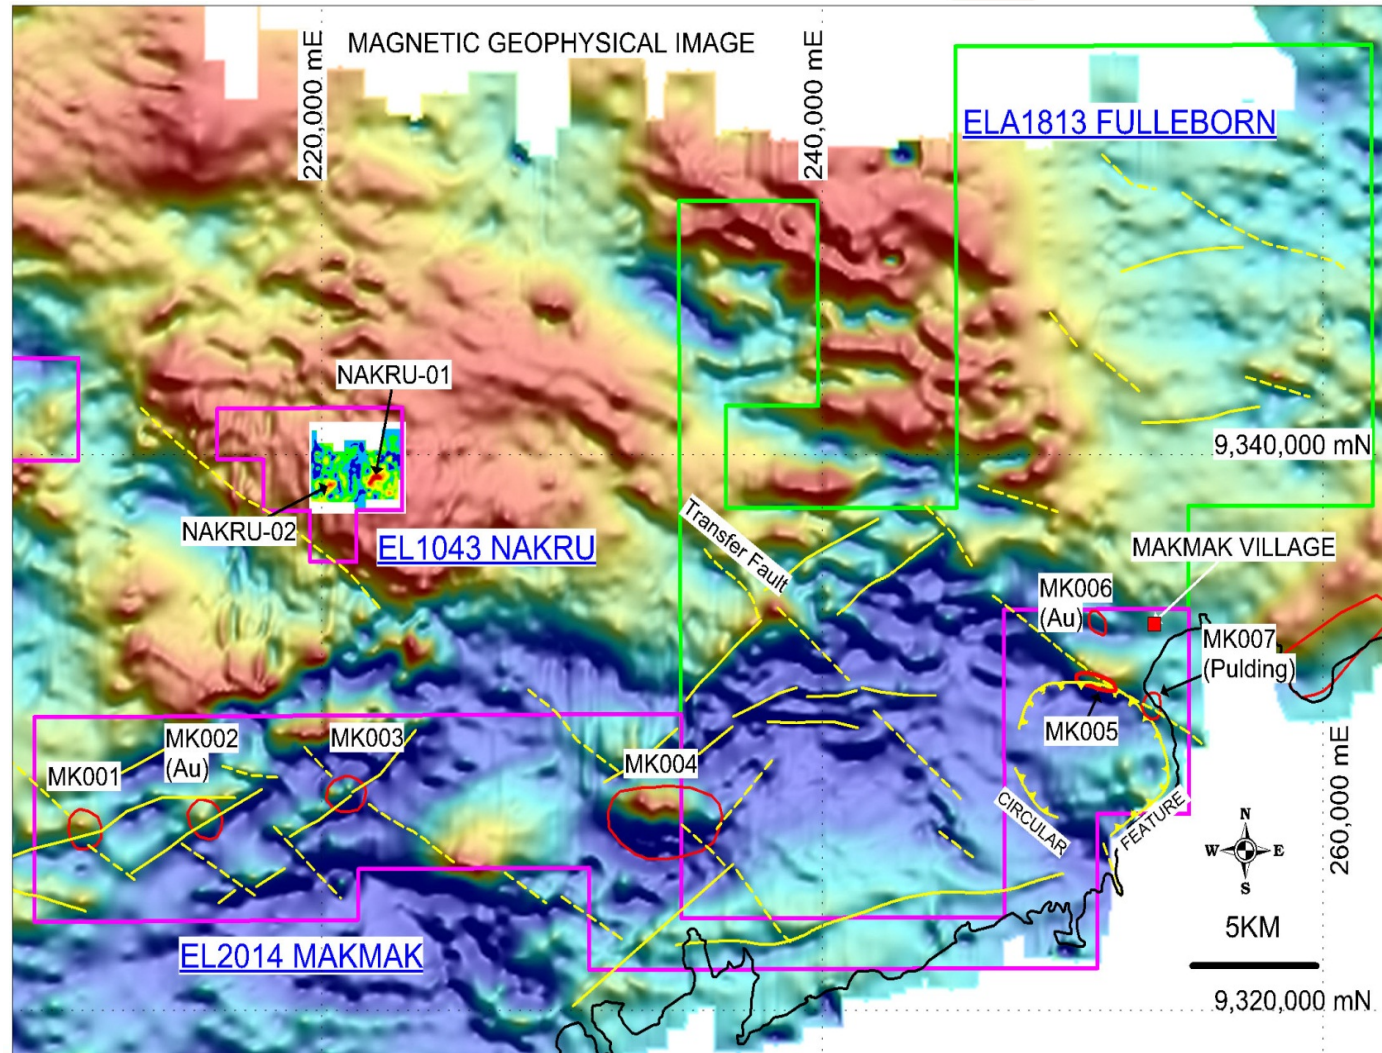 MAGNETIC GEOPHYSICAL IMAGE
220,000 mE
240,000 mE
ELA1813 FULLEBORN
NAKRU-01
9,340,000 mN
NAKRU-02
EL1043 NAKRU
Transfer Fault
MAKMAK VILLAGE
MK006
(Au)
MK007
(Pulding)
MK005
MK001
MK002
(Au)
MK003
MK004
CIRCULAR
FEATURE
260,000 mE
N
W
E
S
5KM
EL2014 MAKMAK
9,320,000 mN